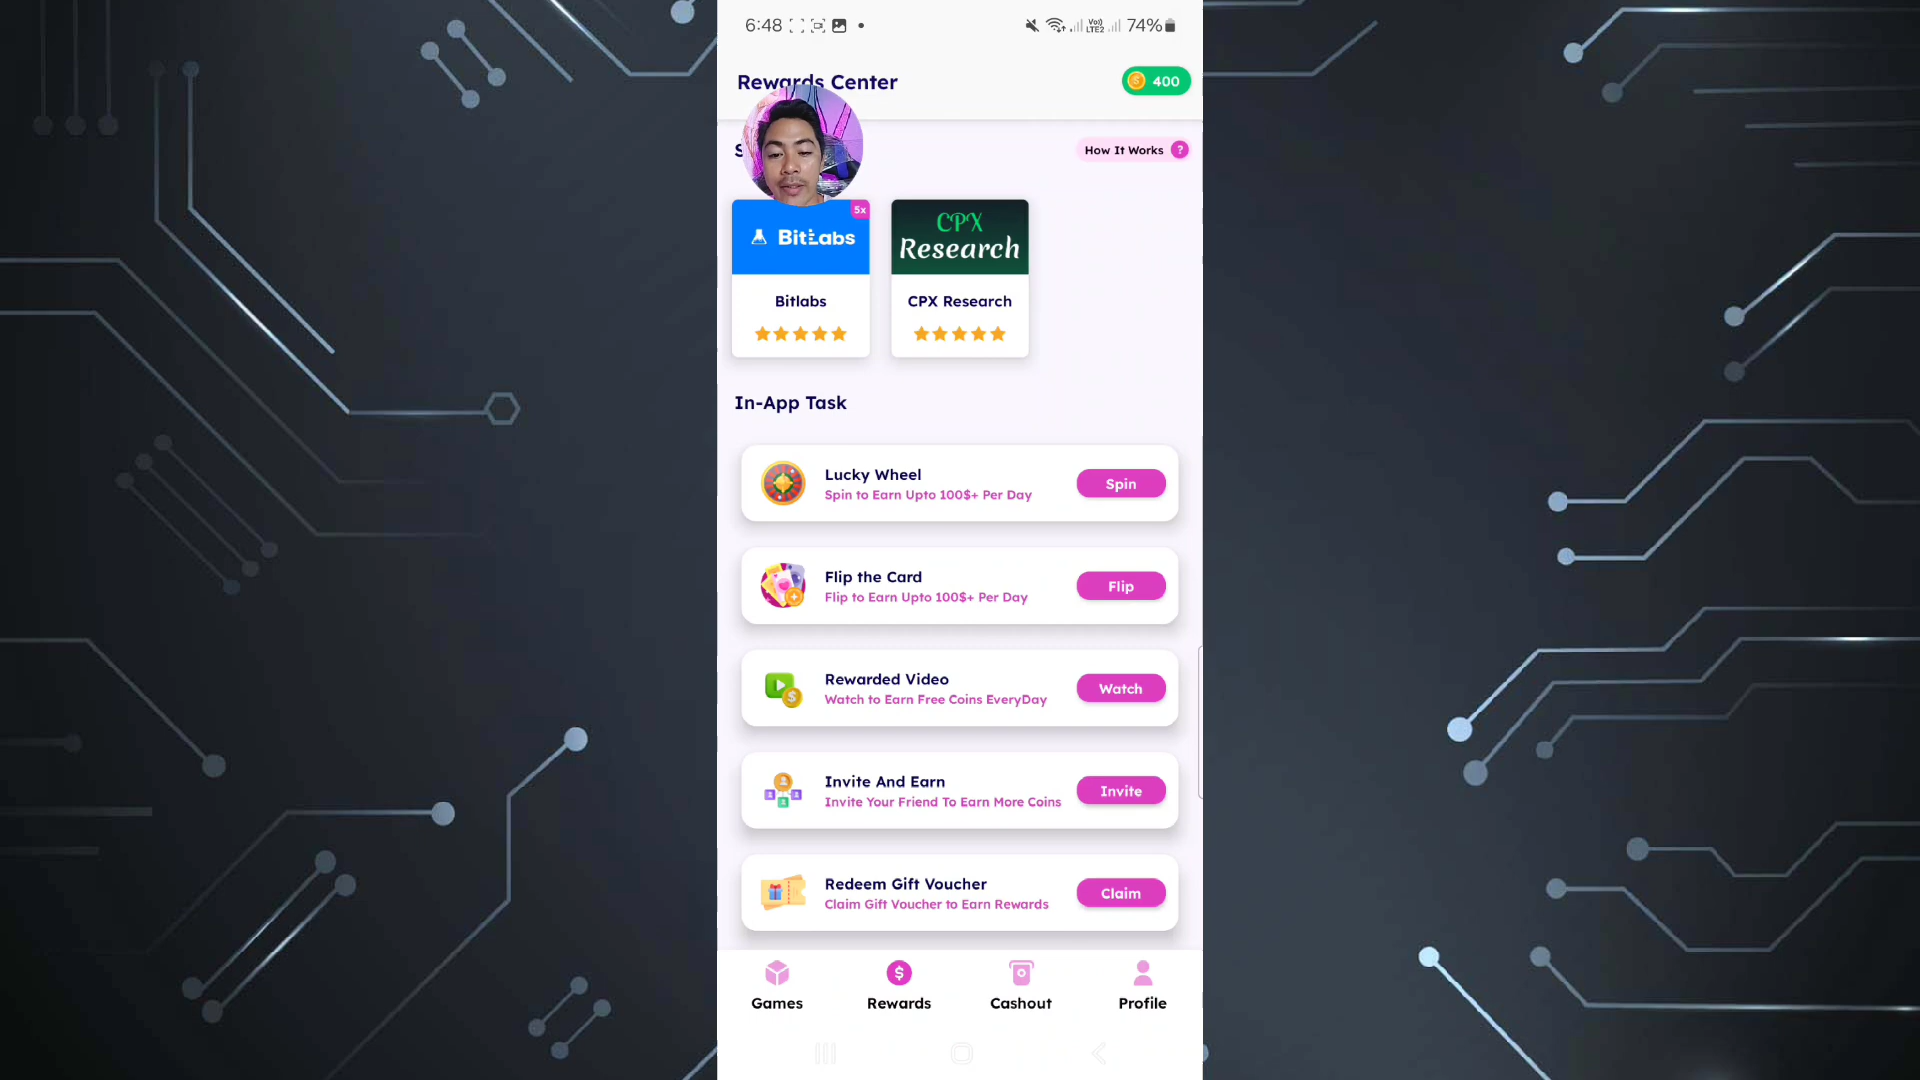 6:48
Voo) LTE2 74%
Rewards Center
400
S
How It Works ?
5x
BitLabs
CPX
Research
Bitlabs
CPX Research
In-App Task
Lucky Wheel
Spin to Earn Upto 100$+ Per Day
Spin
Flip the Card
Flip to Earn Upto 100$+ Per Day
Flip
Rewarded Video
Watch to Earn Free Coins EveryDay
Watch
Invite And Earn
Invite Your Friend To Earn More Coins
Invite
Redeem Gift Voucher
Claim Gift Voucher to Earn Rewards
Claim
Games
Rewards
Cashout
Profile